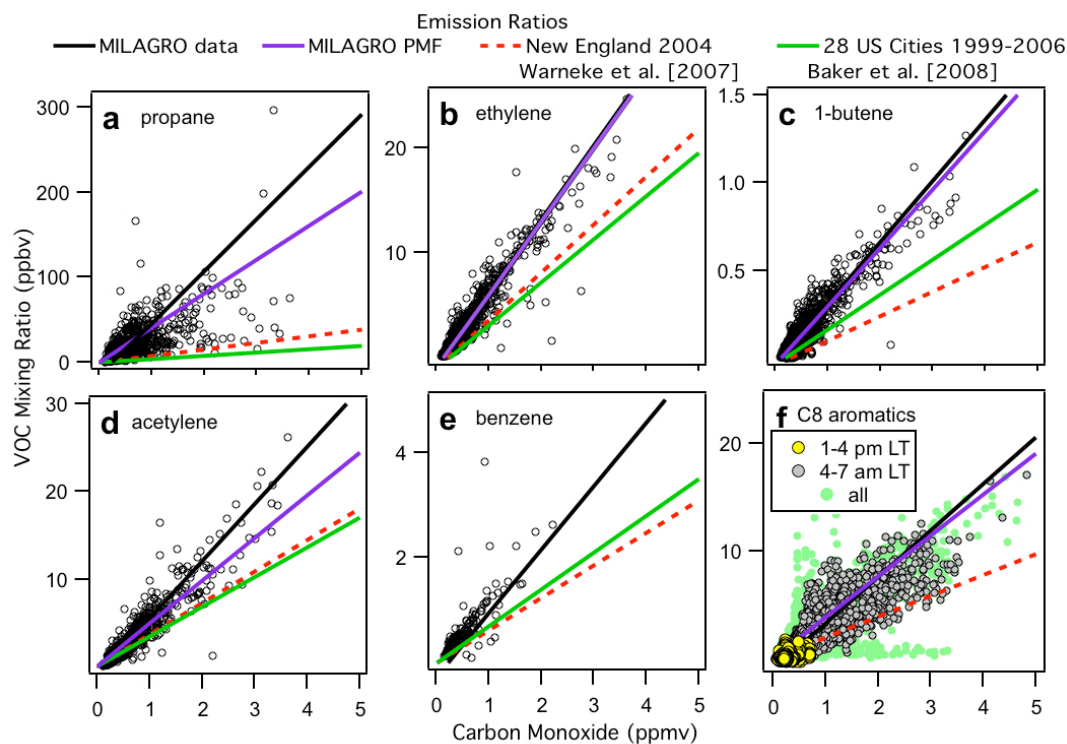 Emission Ratios
MILAGRO data MILAGRO PMF New England 2004 28 US Cities 1999-2006
Warneke et al. [2007] Baker et al. [2008]
a propane
b ethylene
c 1-butene
300
200
100
0
20
10
1.5
1.0
0.5
VOC Mixing Ratio (ppbv)
d acetylene
e benzene
f C8 aromatics
1-4 pm LT
4-7 am LT
all
30
20
10
4
2
20
10
0 1 2 3 4 5
0 1 2 3 4 5
0 1 2 3 4 5
Carbon Monoxide (ppmv)